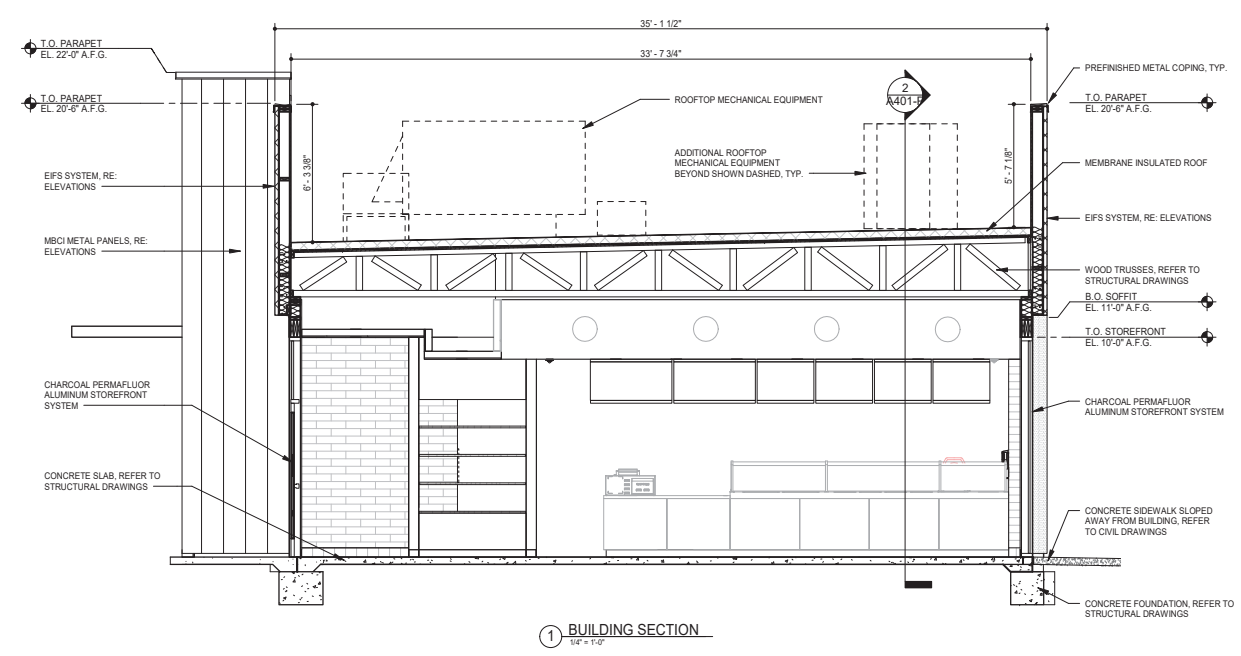 35' - 1 1/2"
33' - 7 3/4"
T.O. PARAPET
EL. 22'-0" A.F.G.
T.O. PARAPET
EL. 20'-6" A.F.G.
EIFS SYSTEM, RE:
ELEVATIONS
MBCI METAL PANELS, RE:
ELEVATIONS
CHARCOAL PERMAFLUOR
ALUMINUM STOREFRONT
SYSTEM
CONCRETE SLAB, REFER TO
STRUCTURAL DRAWINGS
6' - 3 3/8"
ROOFTOP MECHANICAL EQUIPMENT
ADDITIONAL ROOFTOP
MECHANICAL EQUIPMENT
BEYOND SHOWN DASHED, TYP.
2
5' - 7 1/8"
PREFINISHED METAL COPING, TYP.
T.O. PARAPET
EL. 20'-6" A.F.G.
MEMBRANE INSULATED ROOF
EIFS SYSTEM, RE: ELEVATIONS
WOOD TRUSSES, REFER TO
STRUCTURAL DRAWINGS
B.O. SOFFIT
EL. 11'-0" A.F.G.
T.O. STOREFRONT
EL. 10'-0" A.F.G.
CHARCOAL PERMAFLUOR
ALUMINUM STOREFRONT SYSTEM
CONCRETE SIDEWALK SLOPED
AWAY FROM BUILDING, REFER
TO CIVIL DRAWINGS
CONCRETE FOUNDATION, REFER TO
STRUCTURAL DRAWINGS
1 BUILDING SECTION
1/4" = 1'-0"